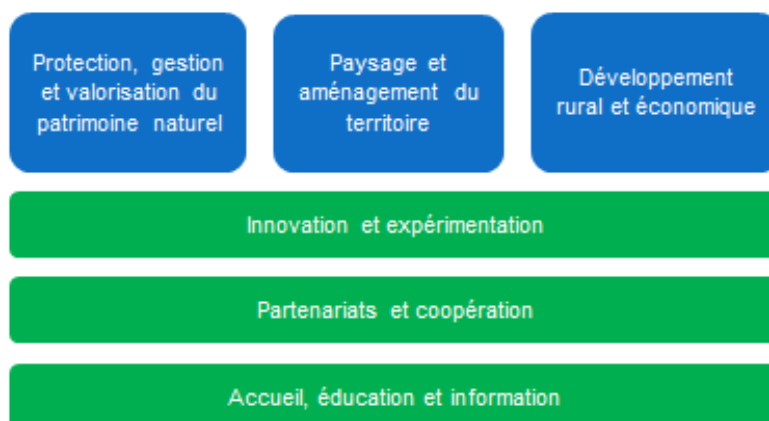 Protection, gestion
et valorisation du
patrimoine naturel
Paysage et
aménagement du
territoire
Développement
rural et économique
Innovation et expérimentation
Partenariats et coopération
Accueil, éducation et information